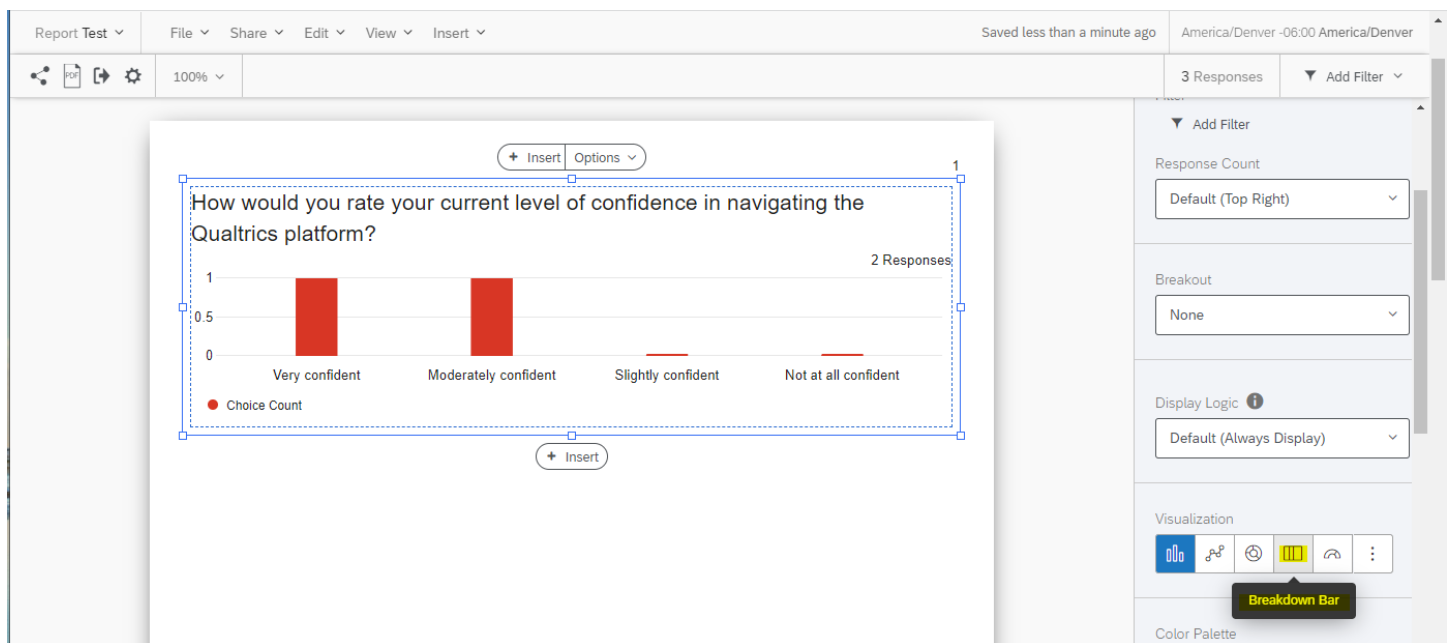 Report Test File Share Edit View Insert Saved less than a minute ago America/Denver -06:00 America/Denver
PDF 100% 3 Responses Add Filter
Filter
Add Filter
Response Count
Default (Top Right)
Breakout
None
Display Logic
Default (Always Display)
Visualization
Breakdown Bar
Color Palette
+ Insert Options
1
How would you rate your current level of confidence in navigating the
Qualtrics platform?
2 Responses
1
0.5
0
Very confident Moderately confident Slightly confident Not at all confident
Choice Count
+ Insert